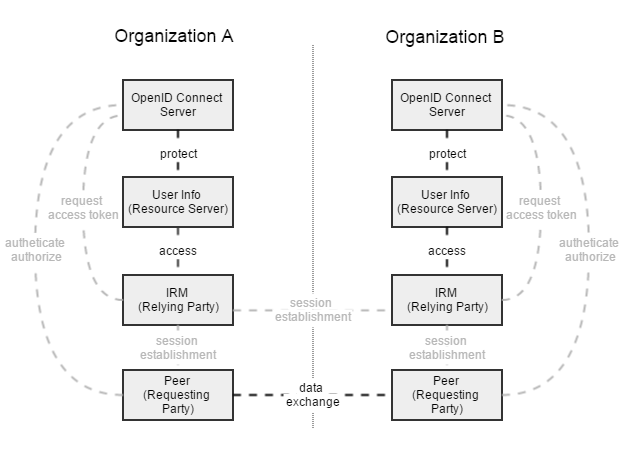 Organization A
Organization B
OpenID Connect
Server
OpenID Connect
Server
protect
protect
User Info
(Resource Server)
User Info
(Resource Server)
request
access token
request
access token
autheticate
authorize
autheticate
authorize
access
access
IRM
(Relying Party)
session
establishment
IRM
(Relying Party)
session
establishment
session
establishment
Peer
(Requesting
Party)
data
exchange
Peer
(Requesting
Party)